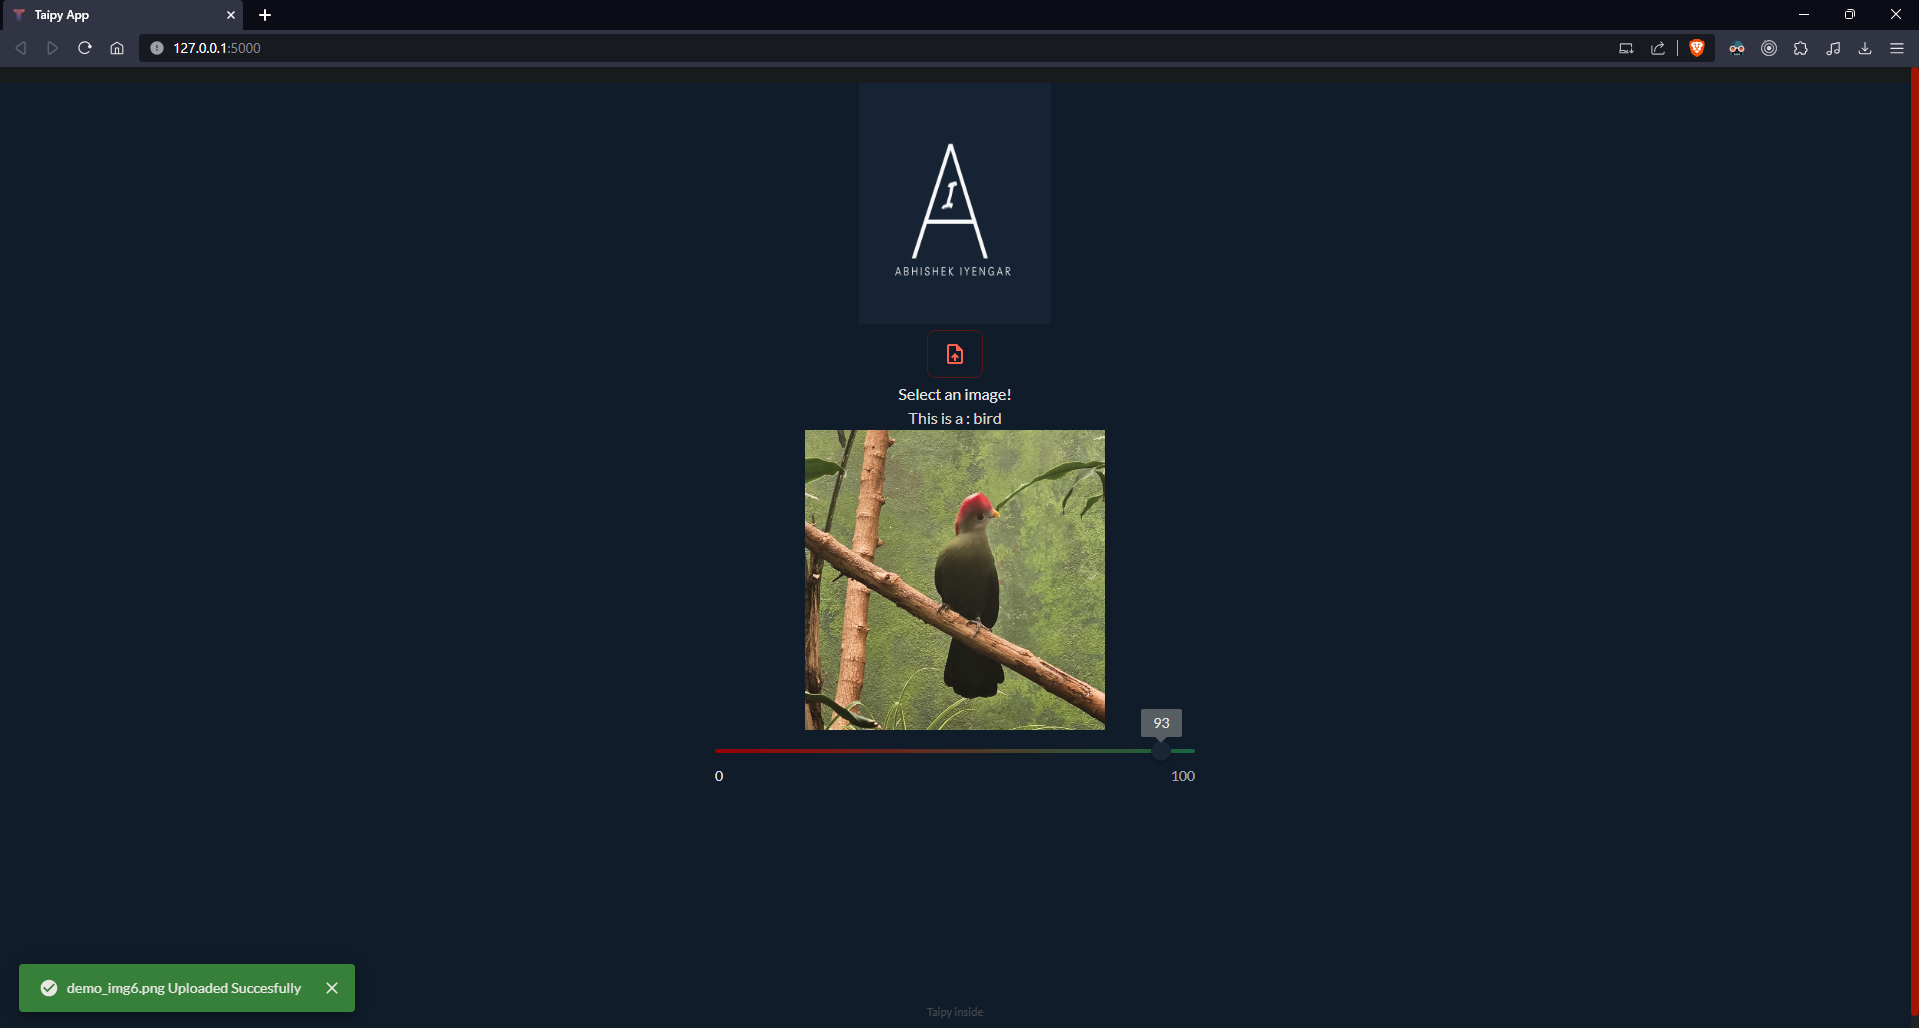 Taipy App
127.0.0.1:5000
A
I
ABHISHEK IYENGAR
Select an image!
This is a : bird
93
0
100
demo_img6.png Uploaded Succesfully
Taipy inside